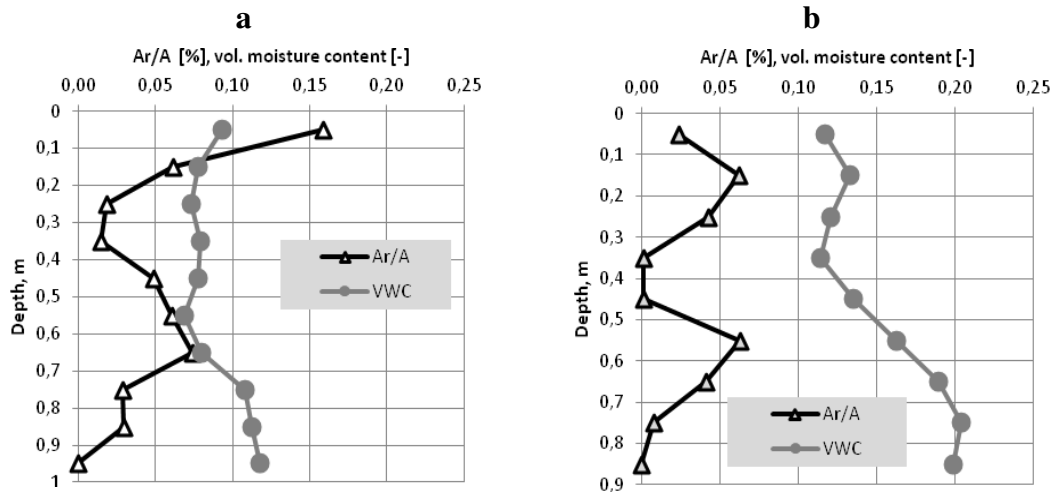 a
Ar/A [%], vol. moisture content [-]
0,00 0,05 0,10 0,15 0,20 0,25
0
0,1
0,2
0,3
0,4
0,5
0,6
0,7
0,8
0,9
1
Depth, m
Ar/A
VWC
b
Ar/A [%], vol. moisture content [-]
0,00 0,05 0,10 0,15 0,20 0,25
0
0,1
0,2
0,3
0,4
0,5
0,6
0,7
0,8
0,9
Depth, m
Ar/A
VWC